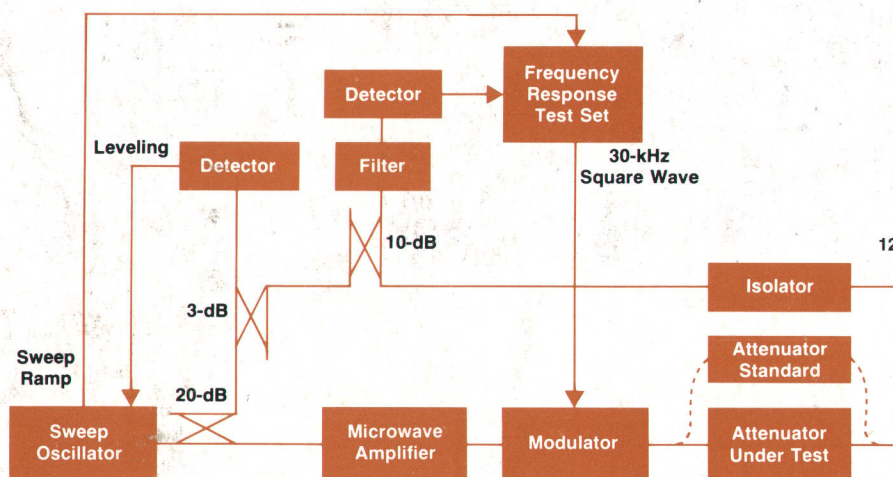 Frequency
Response
Test Set
Detector
Leveling
Detector
Filter
30-kHz
Square Wave
10-dB
12
Isolator
3-dB
Attenuator
Standard
Sweep
Ramp
20-dB
Sweep
Oscillator
Microwave
Amplifier
Modulator
Attenuator
Under Test